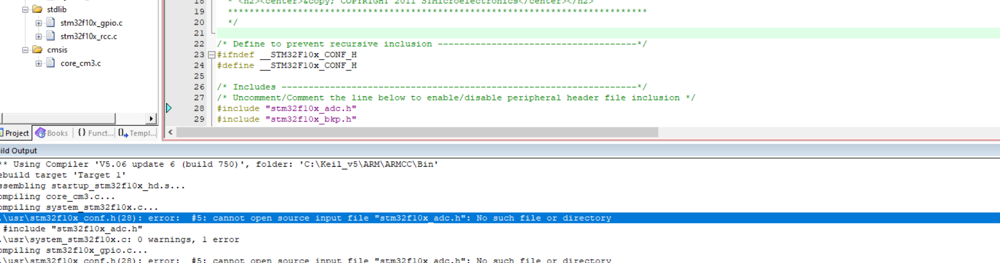 stdlib
stm32f10x_gpio.c
stm32f10x_rcc.c
cmsis
core_cm3.c
Project
Books
{} Funct...
Templ...
18 * <h2><center>&copy; COPYRIGHT 2011 STMicroelectronics</center></h2>
19 ******************************************************************************
20 */
21
22 /* Define to prevent recursive inclusion -------------------------------------*/
23 #ifndef __STM32F10x_CONF_H
24 #define __STM32F10x_CONF_H
25
26 /* Includes ------------------------------------------------------------------*/
27 /* Uncomment/Comment the line below to enable/disable peripheral header file inclusion */
28 #include "stm32f10x_adc.h"
29 #include "stm32f10x_bkp.h"
ild Output
** Using Compiler 'V5.06 update 6 (build 750)', folder: 'C:\Keil_v5\ARM\ARMCC\Bin'
ebuild target 'Target 1'
ssembling startup_stm32f10x_hd.s...
ompiling core_cm3.c...
ompiling system_stm32f10x.c...
.\usr\stm32f10x_conf.h(28): error:  #5: cannot open source input file "stm32f10x_adc.h": No such file or directory
#include "stm32f10x_adc.h"
.\usr\system_stm32f10x.c: 0 warnings, 1 error
ompiling stm32f10x_gpio.c...
.\usr\stm32f10x_conf.h(28): error:  #5: cannot open source input file "stm32f10x_adc.h": No such file or directory